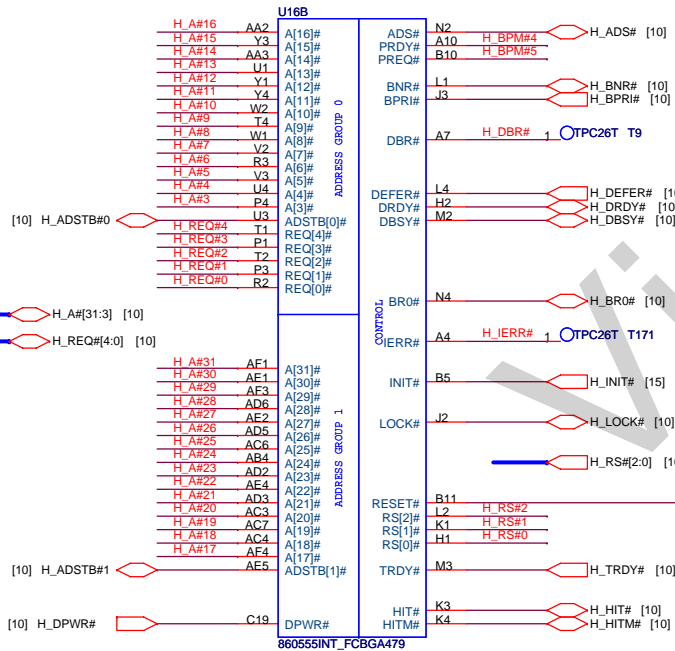 U16B
H_A#16 AA2 A[16]# ADS# N2 H_ADS# [10]
H_A#15 Y3 A[15]# PRDY# A10 H_BPM#4
H_A#14 AA3 A[14]# PREQ# B10 H_BPM#5
H_A#13 U1 A[13]#
H_A#12 Y1 A[12]# BNR# L1 H_BNR# [10]
H_A#11 Y4 A[11]# BPRI# J3 H_BPRI# [10]
H_A#10 W2 A[10]#
H_A#9 T4 A[9]#
H_A#8 W1 A[8]# DBR# A7 H_DBR# 1 TPC26T T9
H_A#7 V2 A[7]#
H_A#6 R3 A[6]#
H_A#5 V3 A[5]#
H_A#4 U4 A[4]# DEFER# L4 H_DEFER#
H_A#3 P4 A[3]# DRDY# H2 H_DRDY# [10]
[10] H_ADSTB#0 U3 ADSTB[0]# DBSY# M2 H_DBSY# [10]
H_REQ#4 T1 REQ[4]#
H_REQ#3 P1 REQ[3]#
H_REQ#2 T2 REQ[2]#
H_REQ#1 P3 REQ[1]#
H_REQ#0 R2 REQ[0]#
ADDRESS GROUP 0
BR0# N4 H_BR0# [10]
H_A#[31:3] [10]
CONTROL
H_REQ#[4:0] [10]
IERR# A4 H_IERR# 1 TPC26T T171
H_A#31 AF1 A[31]#
H_A#30 AE1 A[30]# INIT# B5 H_INIT# [15]
H_A#29 AF3 A[29]#
H_A#28 AD6 A[28]#
H_A#27 AE2 A[27]# LOCK# J2 H_LOCK# [10]
H_A#26 AD5 A[26]#
H_A#25 AC6 A[25]#
H_A#24 AB4 A[24]# H_RS#[2:0]
H_A#23 AD2 A[23]#
H_A#22 AE4 A[22]#
H_A#21 AD3 A[21]# RESET# B11
H_A#20 AC3 A[20]# RS[2]# L2 H_RS#2
H_A#19 AC7 A[19]# RS[1]# K1 H_RS#1
H_A#18 AC4 A[18]# RS[0]# H1 H_RS#0
H_A#17 AF4 A[17]#
[10] H_ADSTB#1 AE5 ADSTB[1]# TRDY# M3 H_TRDY# [10]
ADDRESS GROUP 1
HIT# K3 H_HIT# [10]
[10] H_DPWR# C19 DPWR# HITM# K4 H_HITM# [10]
860555INT_FCBGA479